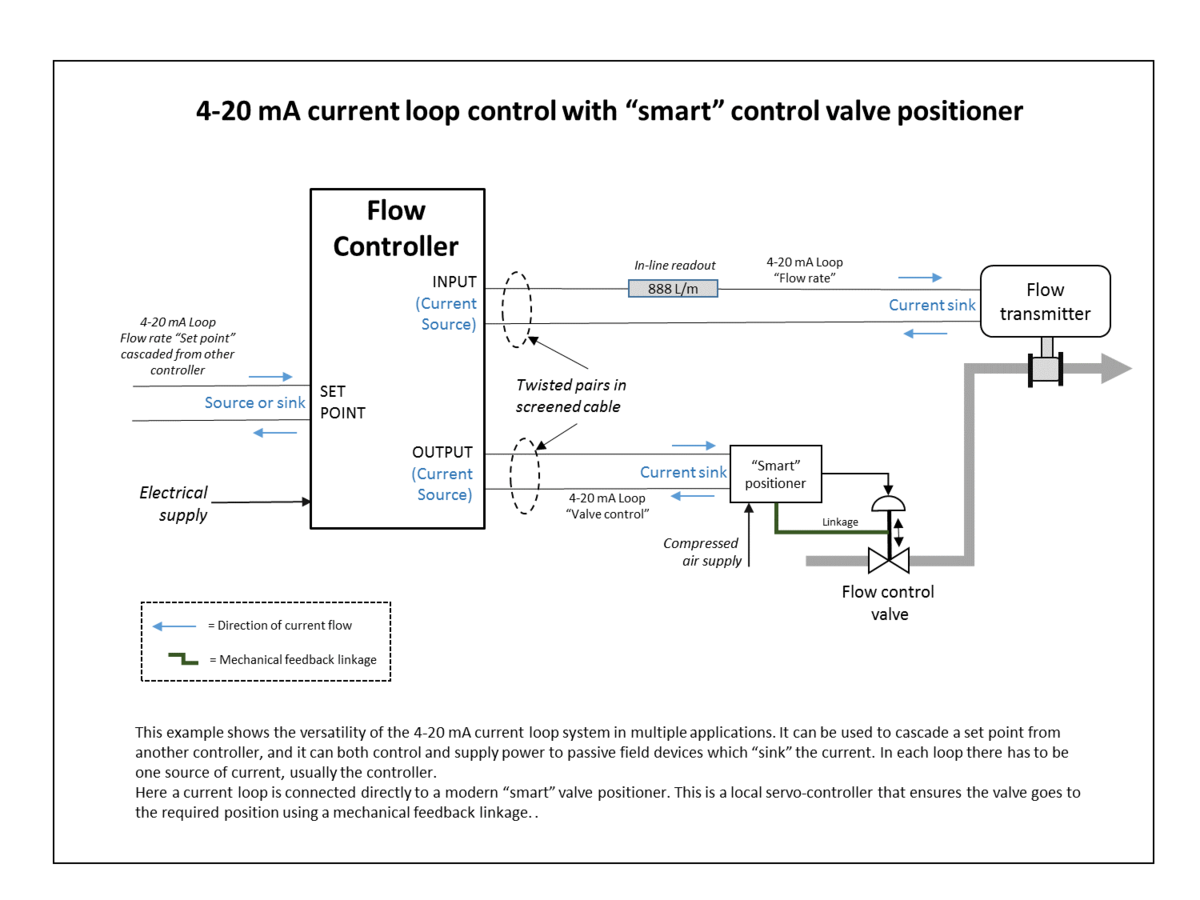 4-20 mA current loop control with “smart” control valve positioner
Flow
Controller
INPUT
(Current
Source)
In-line readout
888 L/m
4-20 mA Loop
“Flow rate”
Current sink
Flow
transmitter
4-20 mA Loop
Flow rate “Set point”
cascaded from other
controller
Source or sink
SET
POINT
Twisted pairs in
screened cable
OUTPUT
(Current
Source)
Current sink
4-20 mA Loop
“Valve control”
“Smart”
positioner
Electrical
supply
Linkage
Compressed
air supply
Flow control
valve
= Direction of current flow
= Mechanical feedback linkage
This example shows the versatility of the 4-20 mA current loop system in multiple applications. It can be used to cascade a set point from
another controller, and it can both control and supply power to passive field devices which “sink” the current. In each loop there has to be
one source of current, usually the controller.
Here a current loop is connected directly to a modern “smart” valve positioner. This is a local servo-controller that ensures the valve goes to
the required position using a mechanical feedback linkage. .